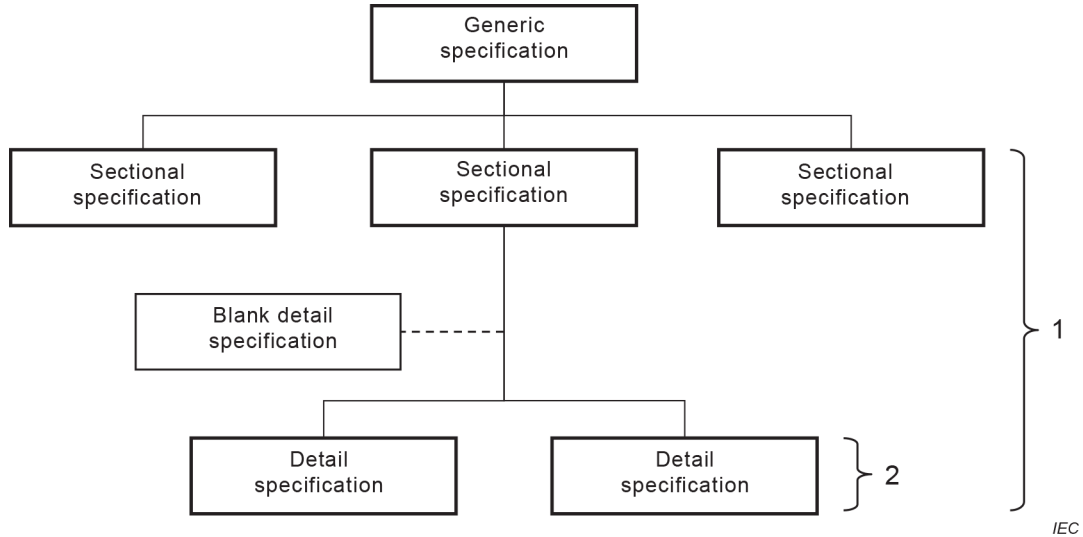 Generic
specification
Sectional
specification
Sectional
specification
Sectional
specification
Blank detail
specification
1
Detail
specification
Detail
specification
2
IEC